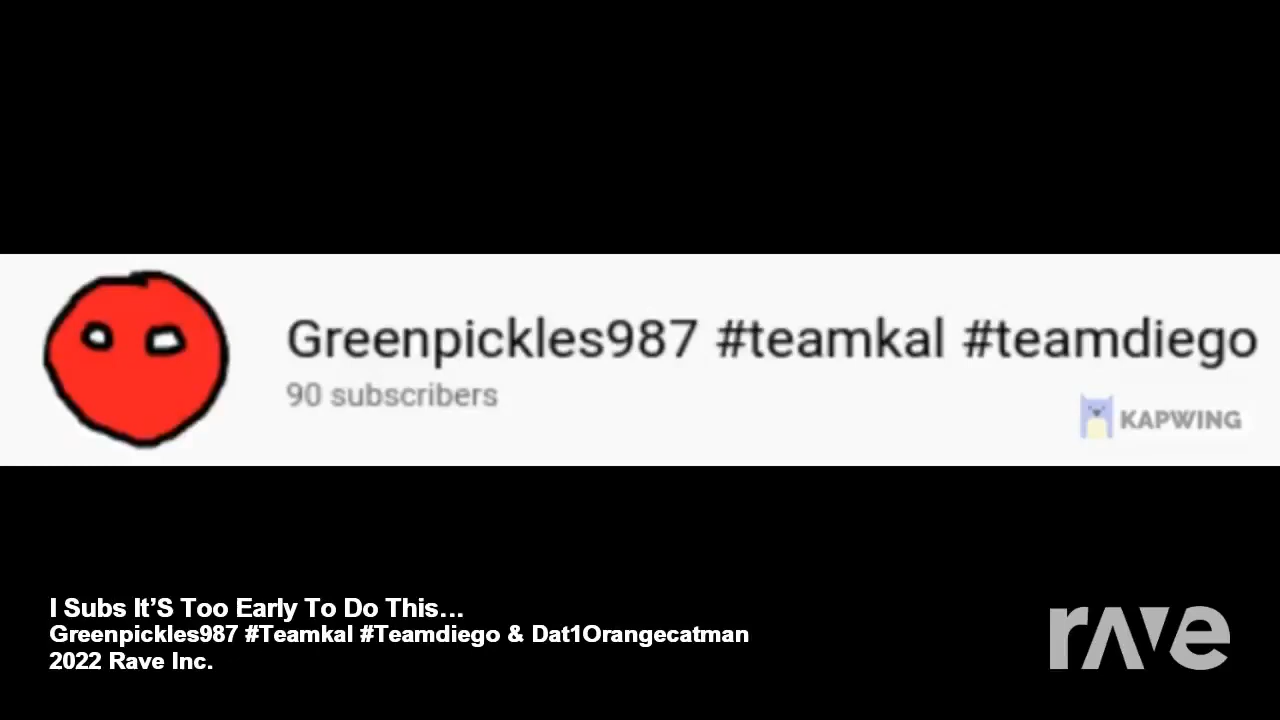 Greenpickles987 #teamkal #teamdiego
90 subscribers
KAPWING
I Subs It’S Too Early To Do This...
Greenpickles987 #Teamkal #Teamdiego & Dat1Orangecatman
2022 Rave Inc.
rave